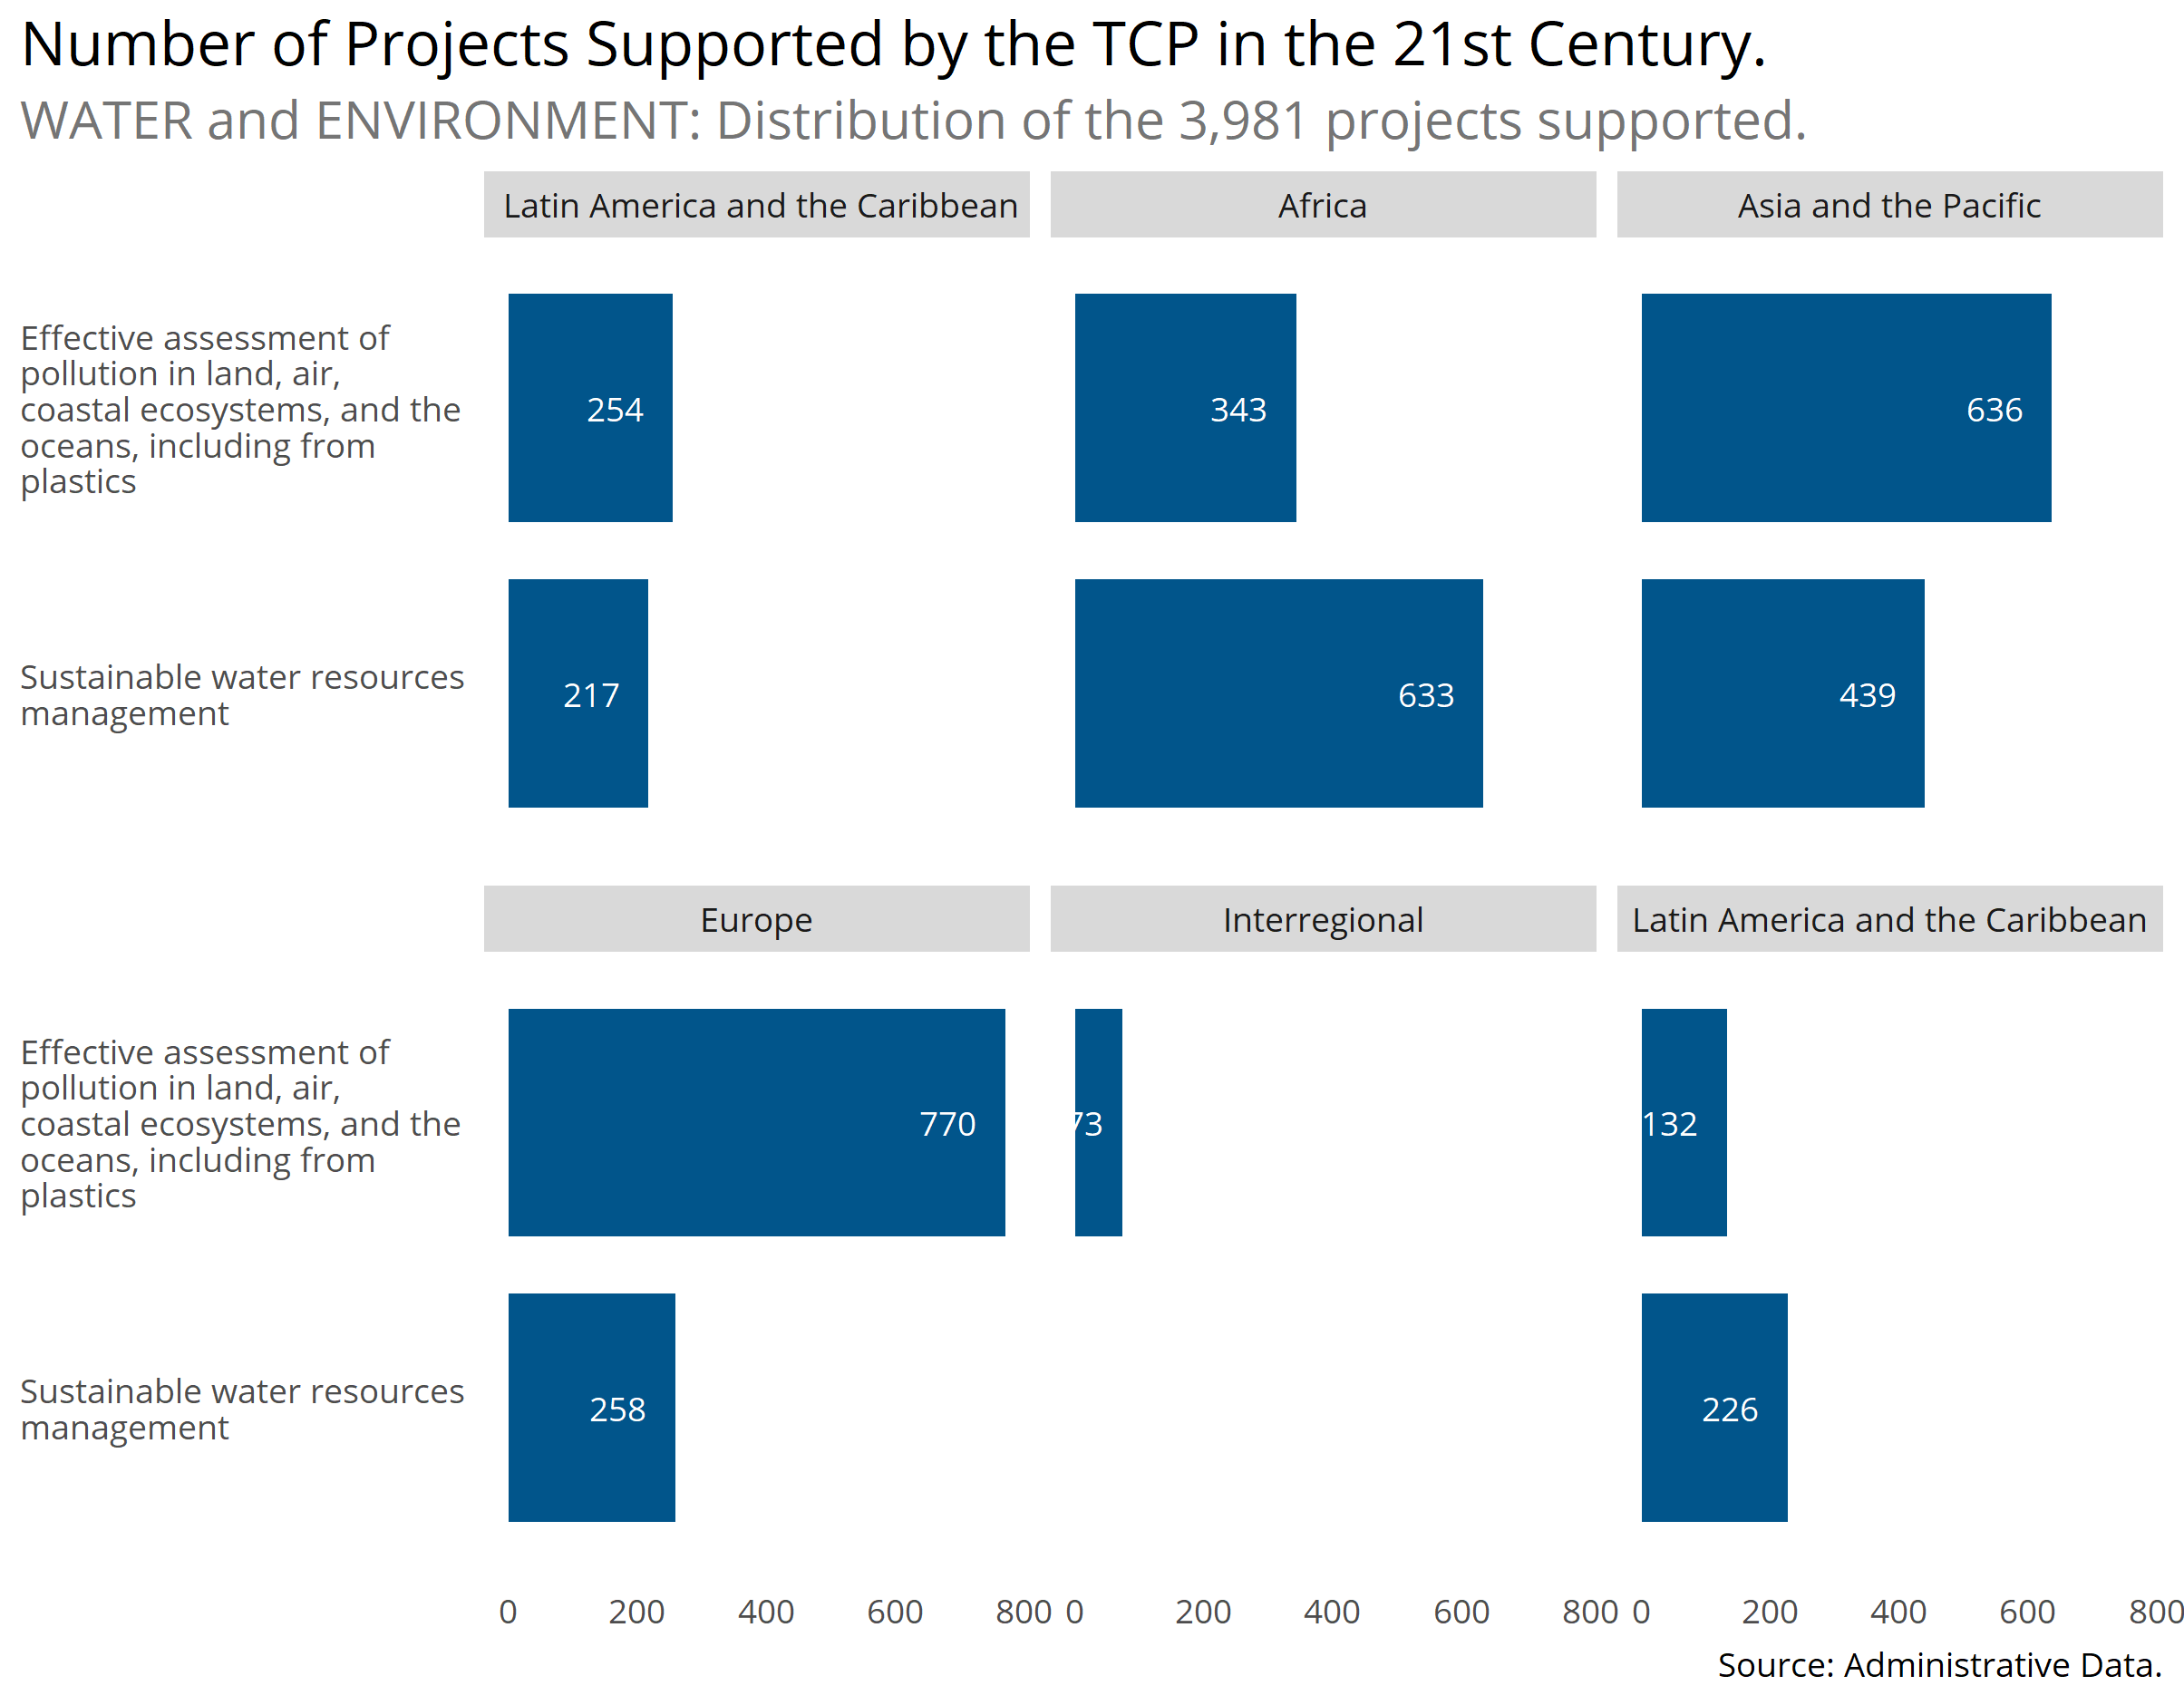 Number of Projects Supported by the TCP in the 21st Century.
WATER and ENVIRONMENT: Distribution of the 3,981 projects supported.
Latin America and the Caribbean
Africa
Asia and the Pacific
Effective assessment of
pollution in land, air,
coastal ecosystems, and the
oceans, including from
plastics
254
343
636
Sustainable water resources
management
217
633
439
Europe
Interregional
Latin America and the Caribbean
Effective assessment of
pollution in land, air,
coastal ecosystems, and the
oceans, including from
plastics
770
73
132
Sustainable water resources
management
258
226
0 200 400 600 800
0 200 400 600 800
0 200 400 600 800
Source: Administrative Data.